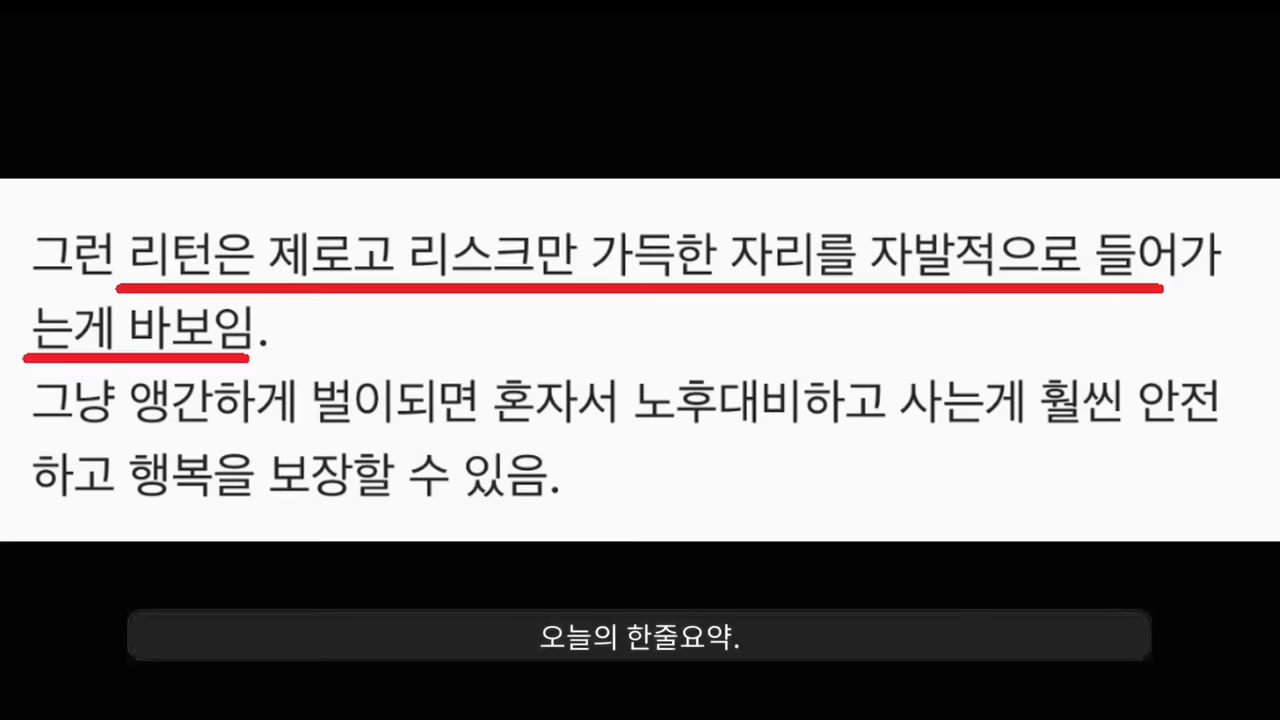 그런 리턴은 제로고 리스크만 가득한 자리를 자발적으로 들어가
는게 바보임.
그냥 앵간하게 벌이되면 혼자서 노후대비하고 사는게 훨씬 안전
하고 행복을 보장할 수 있음.
오늘의 한줄요약.